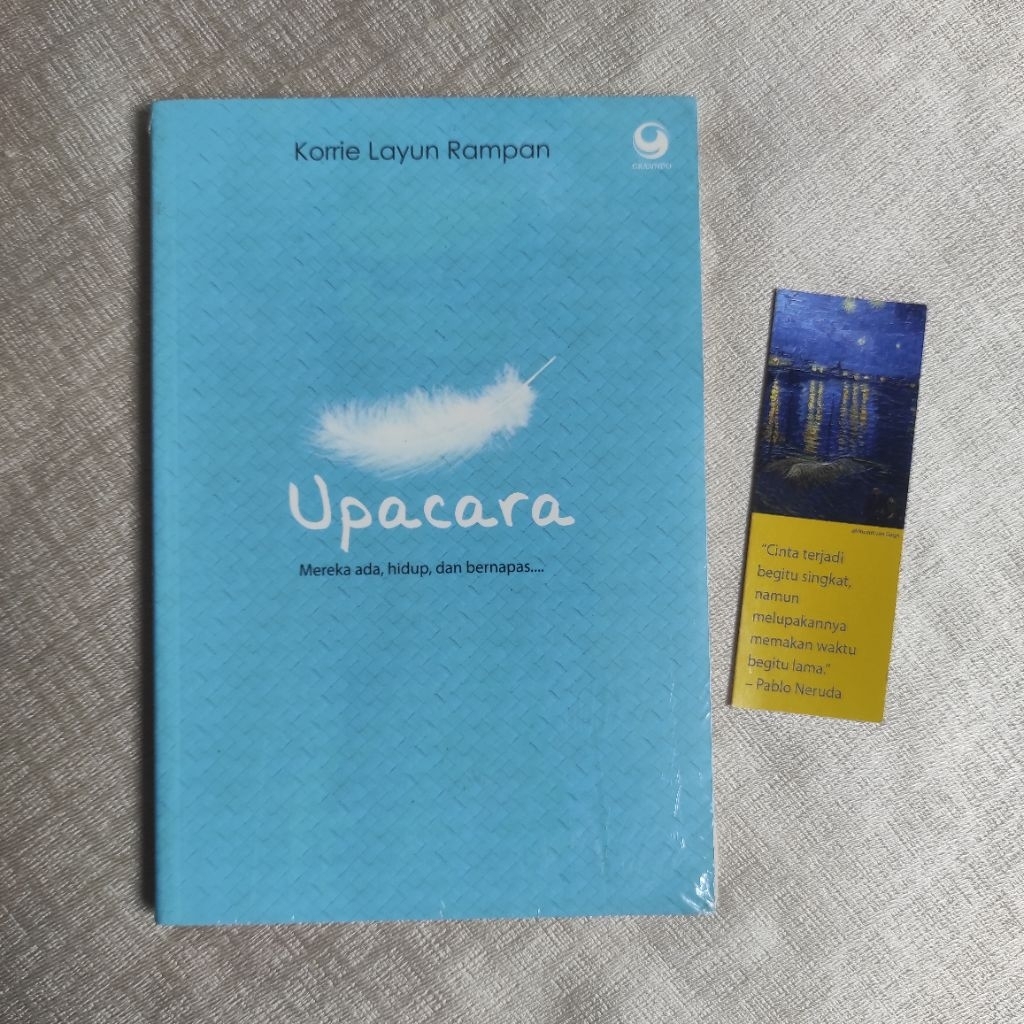 Korrie Layun Rampan
Upacara
Mereka ada, hidup, dan bernapas....
"Cinta terjadi
begitu singkat,
namun
melupakannya
memakan waktu
begitu lama."
– Pablo Neruda